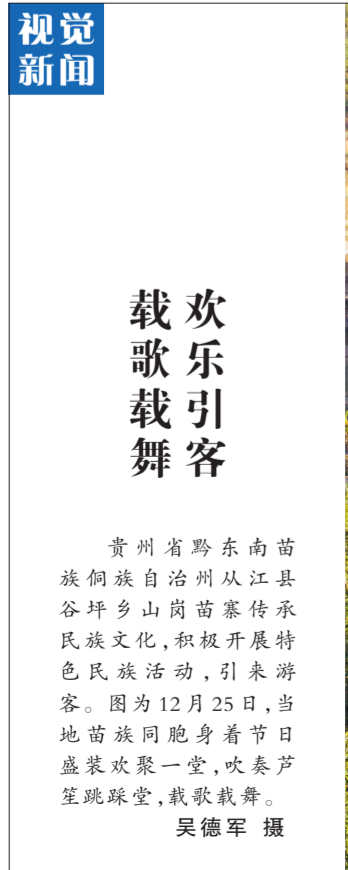 视觉
新闻
欢乐引客
载歌载舞
贵州省黔东南苗
族侗族自治州从江县
谷坪乡山岗苗寨传承
民族文化,积极开展特
色民族活动,引来游
客。图为12月25日,当
地苗族同胞身着节日
盛装欢聚一堂,吹奏芦
笙跳踩堂,载歌载舞。
吴德军 摄